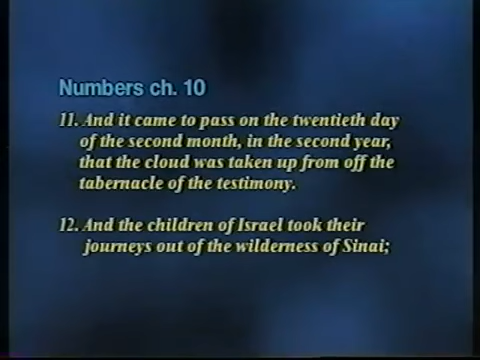 Numbers ch. 10
11. And it came to pass on the twentieth day
of the second month, in the second year,
that the cloud was taken up from off the
tabernacle of the testimony.
12. And the children of Israel took their
journeys out of the wilderness of Sinai;